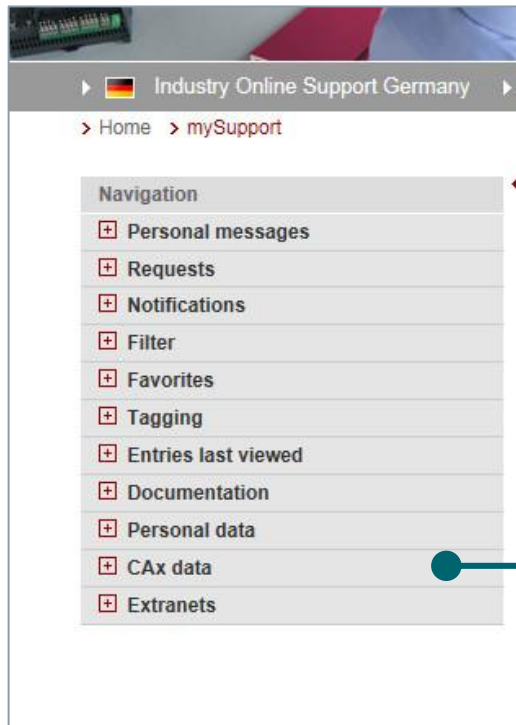 Industry Online Support Germany
Home mySupport
Navigation
Personal messages
Requests
Notifications
Filter
Favorites
Tagging
Entries last viewed
Documentation
Personal data
CAx data
Extranets